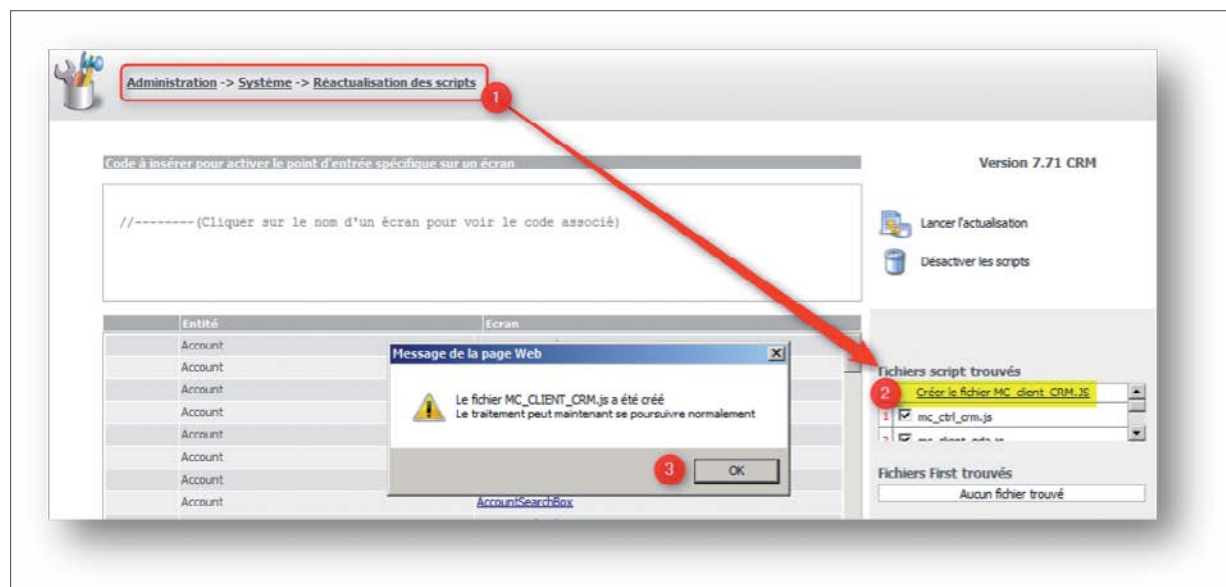 Administration -> Système -> Réactualisation des scripts
1
Code à insérer pour activer le point d'entrée spécifique sur un écran
Version 7.71 CRM
//--------(Cliquer sur le nom d'un écran pour voir le code associé)
Lancer l'actualisation
Désactiver les scripts
Entité Ecran
Account
Account
Account
Account
Account
Account
Account
Account AccountSearchBox
Message de la page Web
Le fichier MC_CLIENT_CRM.js a été créé
Le traitement peut maintenant se poursuivre normalement
3 OK
Fichiers script trouvés
2 Créer le fichier MC_client_CRM.JS
1 mc_ctrl_crm.js
Fichiers First trouvés
Aucun fichier trouvé